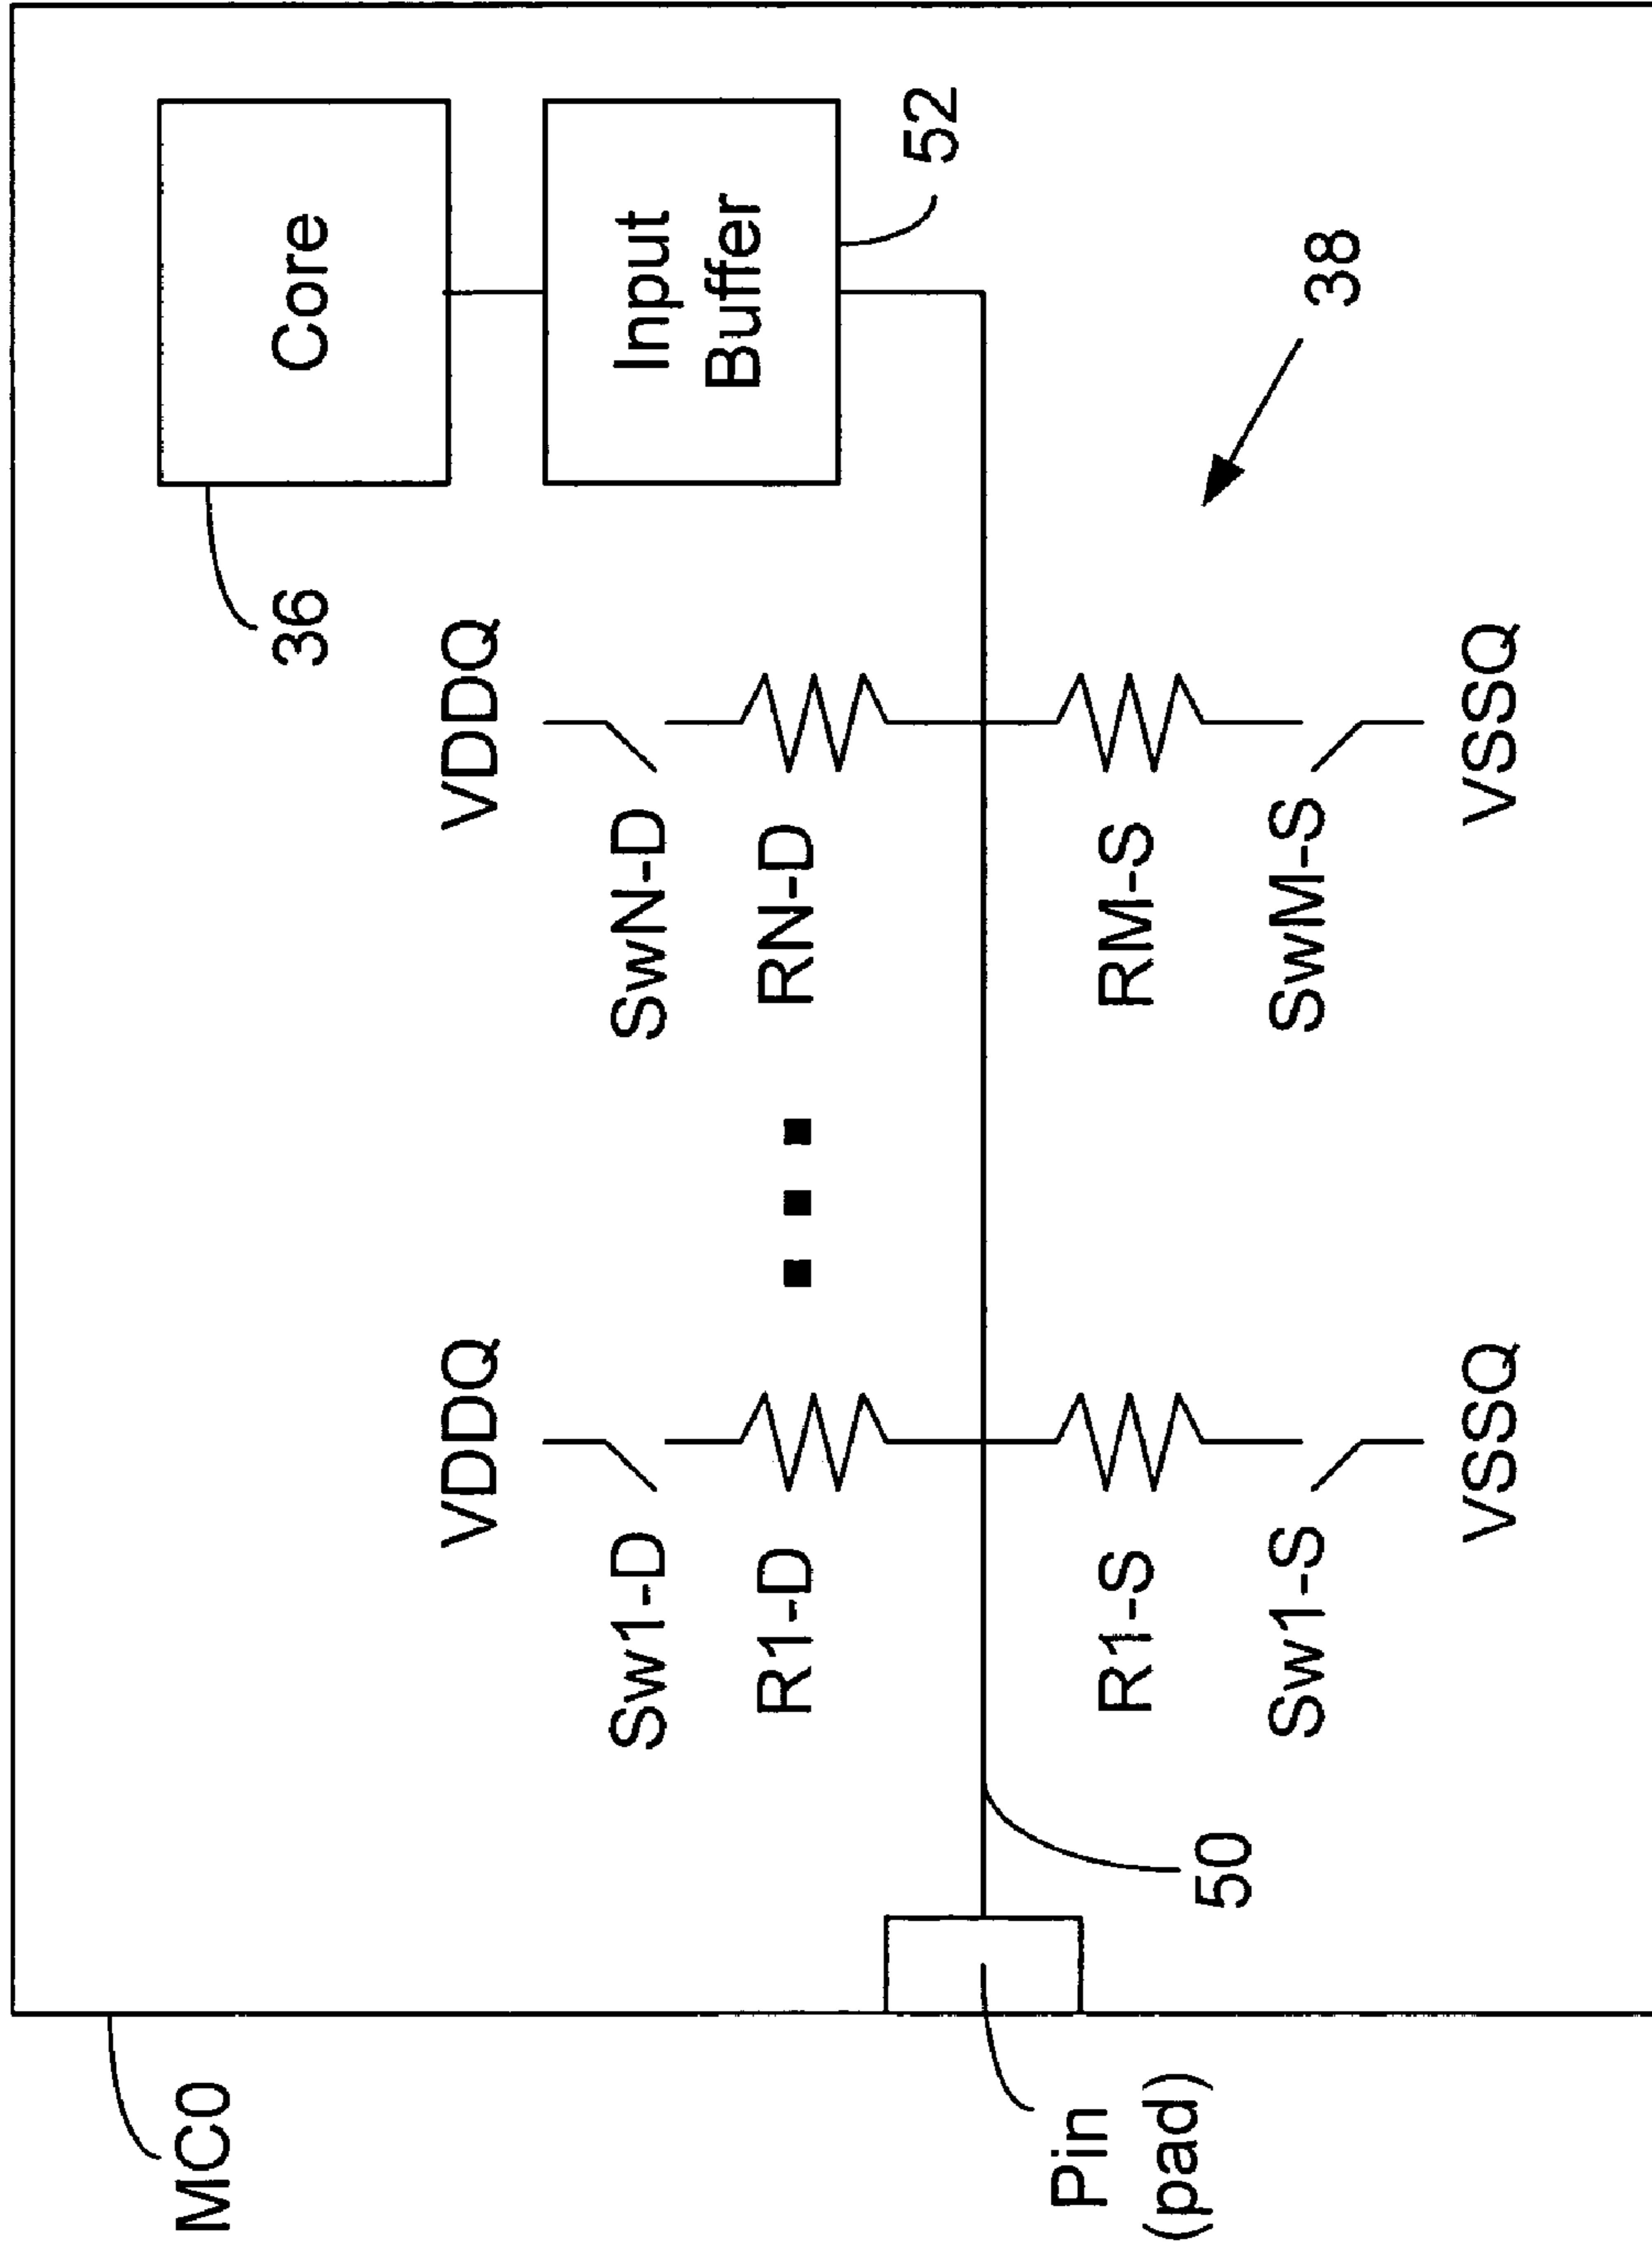 MC0
Core
36
Input
Buffer
52
VDDQ
VDDQ
Sw1-D
SwN-D
R1-D
RN-D
Pin
(pad)
50
R1-S
RM-S
Sw1-S
SwM-S
38
VSSQ
VSSQ